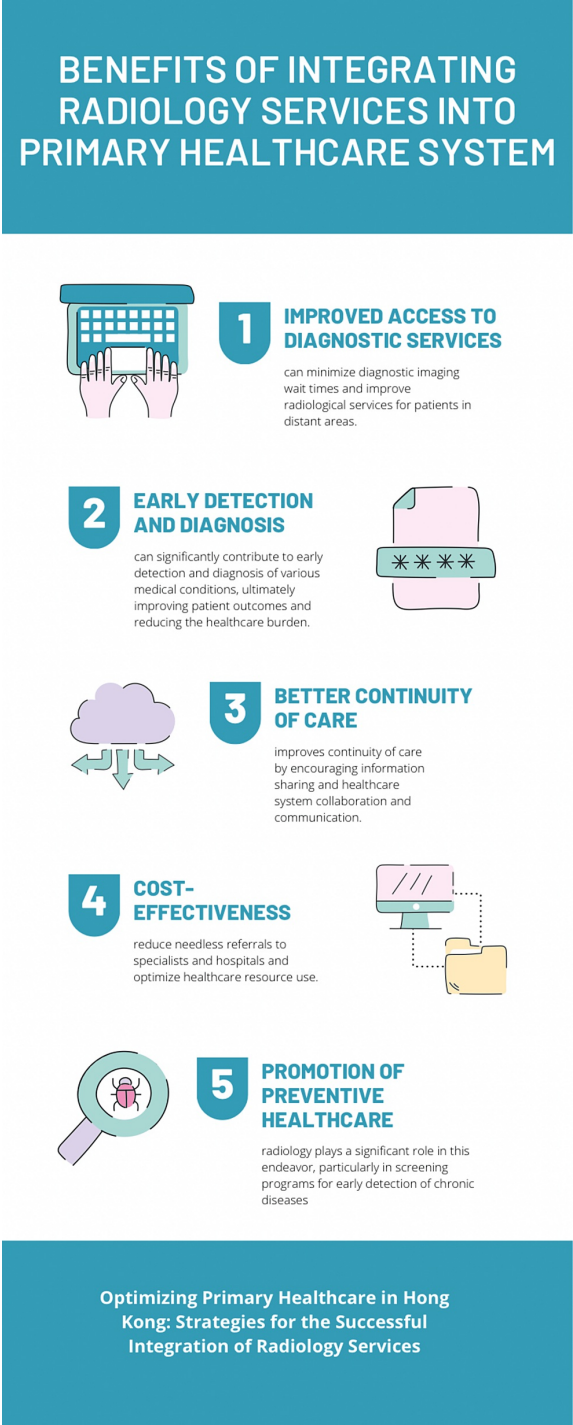 BENEFITS OF INTEGRATING
RADIOLOGY SERVICES INTO
PRIMARY HEALTHCARE SYSTEM
1
IMPROVED ACCESS TO
DIAGNOSTIC SERVICES
can minimize diagnostic imaging
wait times and improve
radiological services for patients in
distant areas.
2
EARLY DETECTION
AND DIAGNOSIS
can significantly contribute to early
detection and diagnosis of various
medical conditions, ultimately
improving patient outcomes and
reducing the healthcare burden.
3
BETTER CONTINUITY
OF CARE
improves continuity of care
by encouraging information
sharing and healthcare
system collaboration and
communication.
4
COST-
EFFECTIVENESS
reduce needless referrals to
specialists and hospitals and
optimize healthcare resource use.
5
PROMOTION OF
PREVENTIVE
HEALTHCARE
radiology plays a significant role in this
endeavor, particularly in screening
programs for early detection of chronic
diseases
Optimizing Primary Healthcare in Hong
Kong: Strategies for the Successful
Integration of Radiology Services